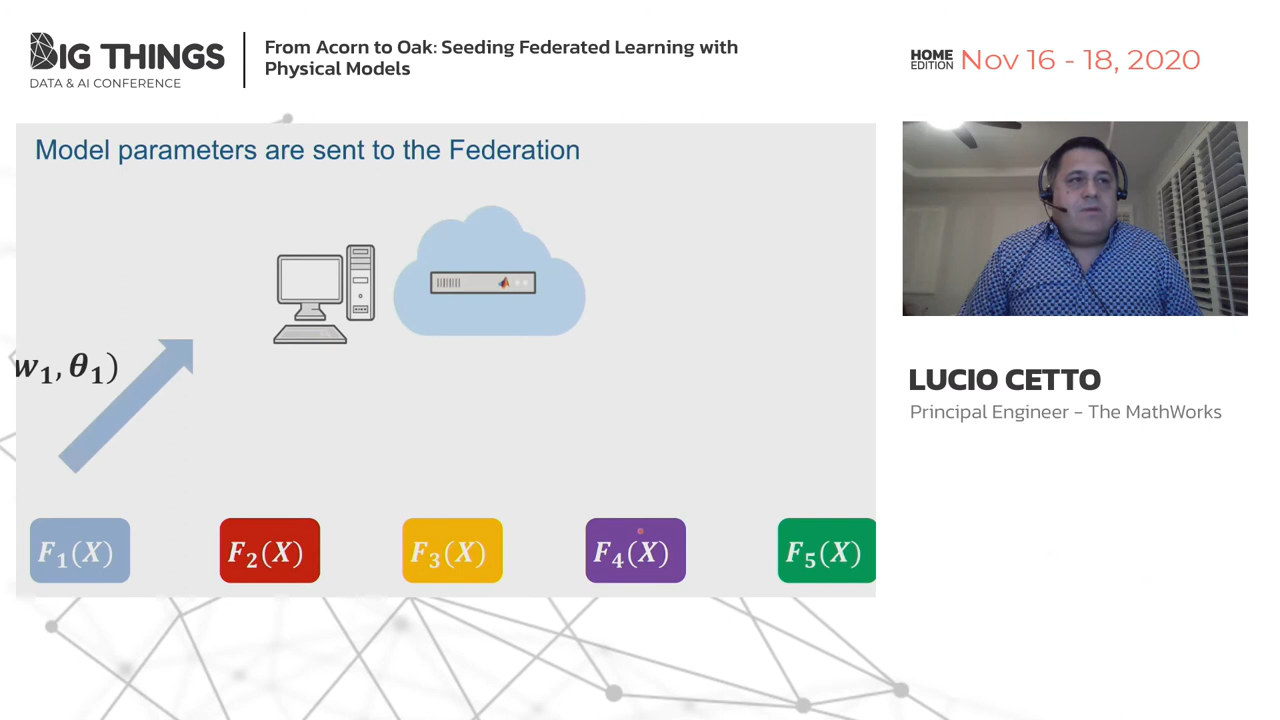 BIG THINGS
DATA & AI CONFERENCE
From Acorn to Oak: Seeding Federated Learning with
Physical Models
HOME
EDITION
Nov 16 - 18, 2020
Model parameters are sent to the Federation
w₁, θ₁)
F₁(X)
F₂(X)
F₃(X)
F₄(X)
F₅(X)
LUCIO CETTO
Principal Engineer - The MathWorks